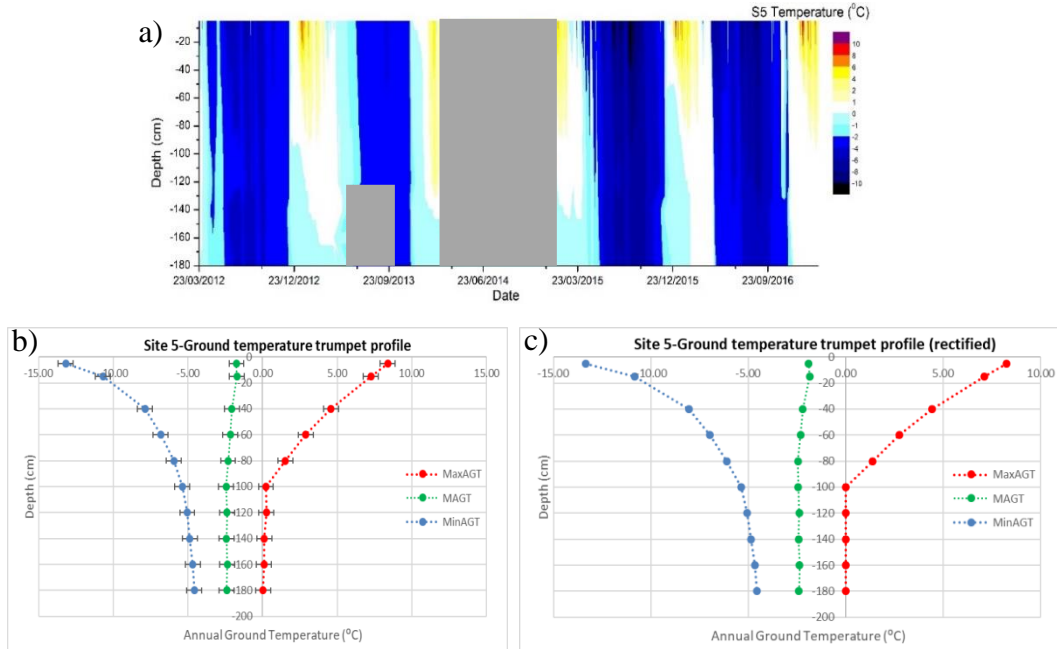 a)
S5 Temperature (⁰C)
-20
-40
-60
-80
-100
-120
-140
-160
-180
Depth (cm)
23/03/2012
23/12/2012
23/09/2013
23/06/2014
23/03/2015
23/12/2015
23/09/2016
Date
10
8
6
4
2
1
0
-1
-2
-4
-6
-8
-10
b)
Site 5-Ground temperature trumpet profile
-15.00 -10.00 -5.00 0.00 5.00 10.00 15.00
0
-20
-40
-60
-80
-100
-120
-140
-160
-180
-200
Depth (cm)
MaxAGT
MAGT
MinAGT
Annual Ground Temperature (⁰C)
c)
Site 5-Ground temperature trumpet profile (rectified)
-15.00 -10.00 -5.00 0.00 5.00 10.00
0
-20
-40
-60
-80
-100
-120
-140
-160
-180
-200
Depth (cm)
MaxAGT
MAGT
MinAGT
Annual Ground Temperature (⁰C)